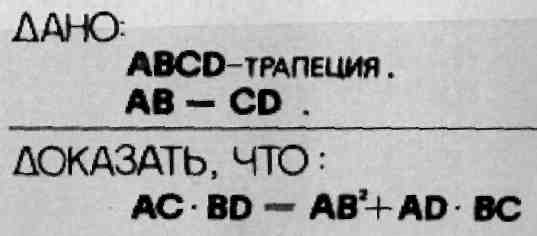 ДАНО:
ABCD-ТРАПЕЦИЯ.
AB = CD.
ДОКАЗАТЬ, ЧТО:
AC · BD = AB²+ AD · BC